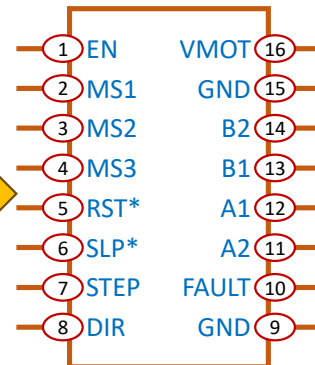 1 EN VMOT 16
2 MS1 GND 15
3 MS2 B2 14
4 MS3 B1 13
5 RST* A1 12
6 SLP* A2 11
7 STEP FAULT 10
8 DIR GND 9